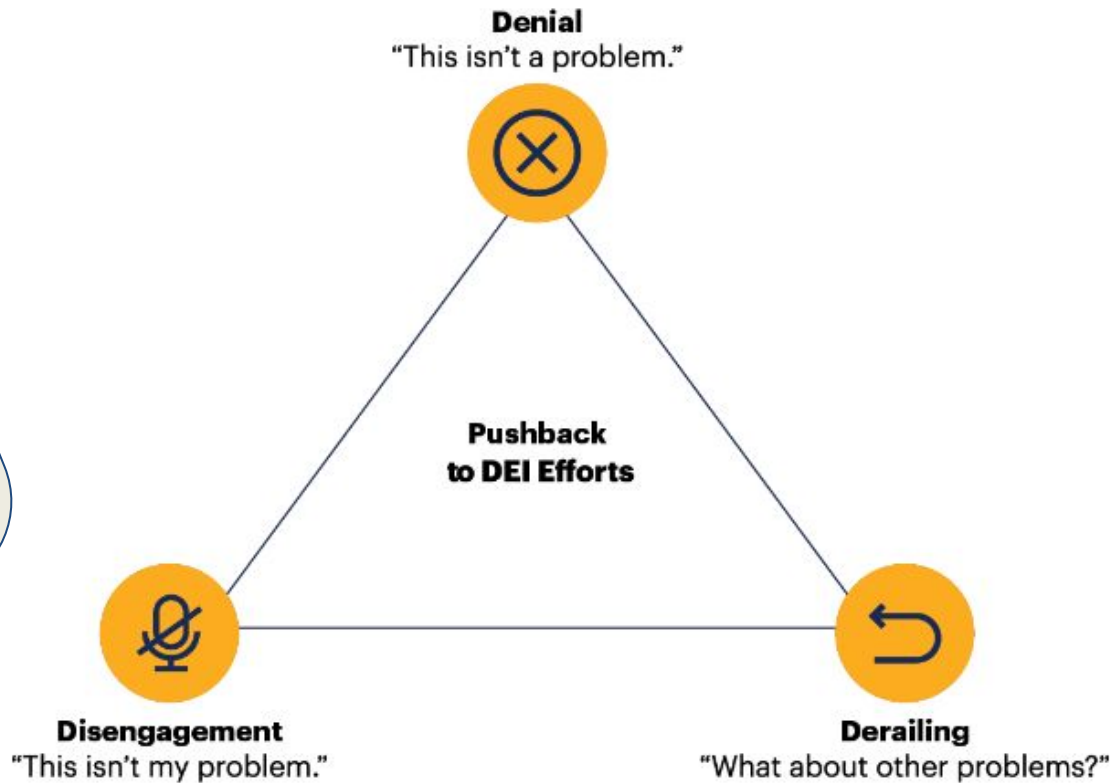 Denial
“This isn’t a problem.”
Pushback
to DEI Efforts
Disengagement
“This isn’t my problem.”
Derailing
“What about other problems?”